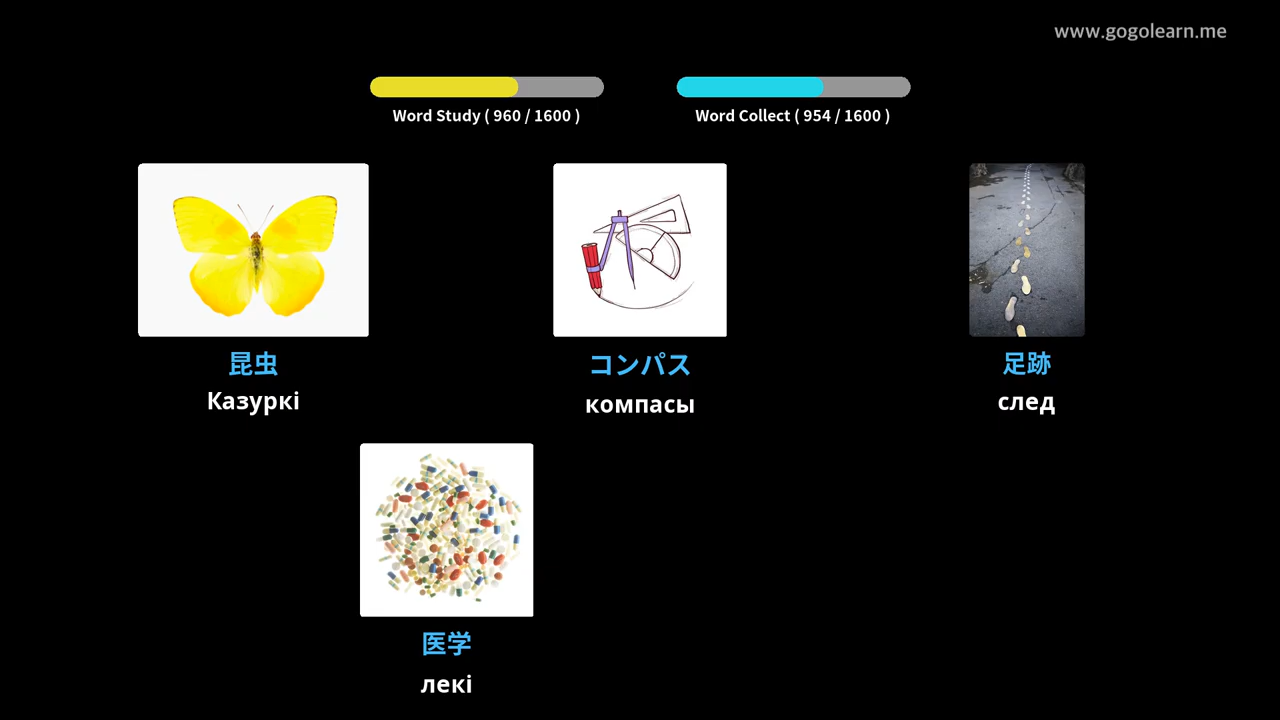 www.gogolearn.me
Word Study ( 960 / 1600 )
Word Collect ( 954 / 1600 )
昆虫
コンパス
足跡
Казуркі
компасы
след
医学
лекі